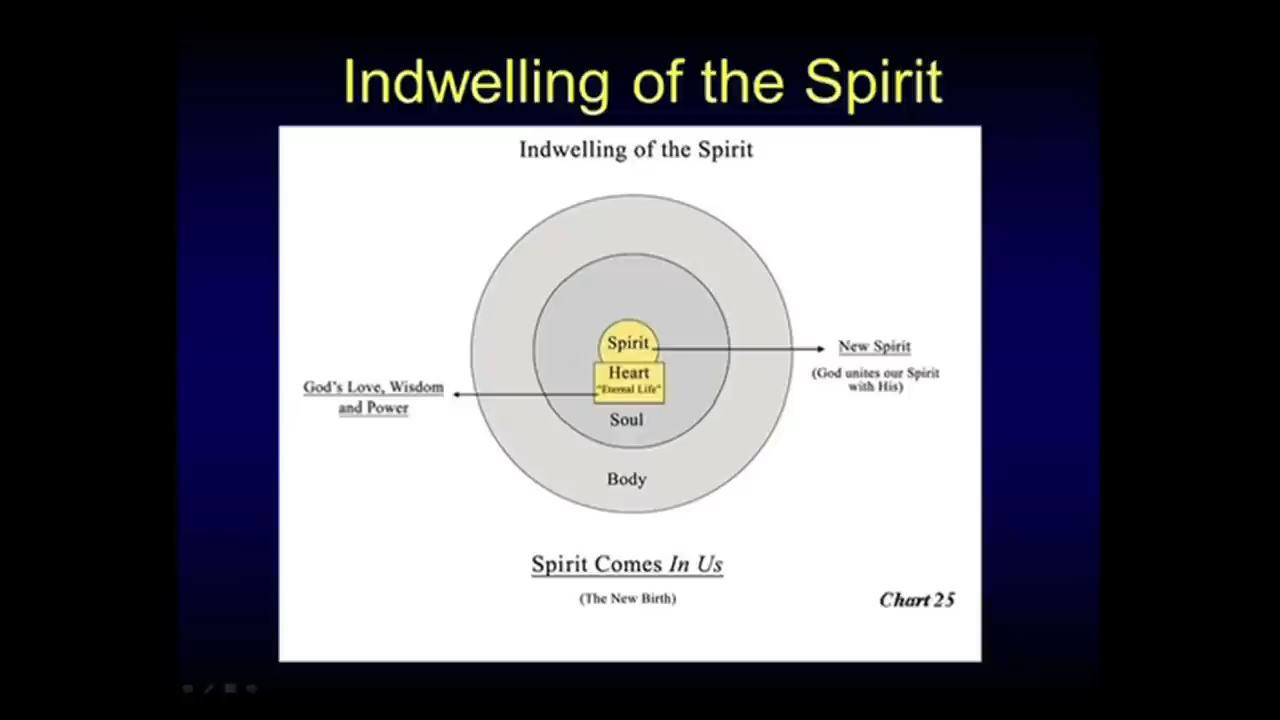 Indwelling of the Spirit
Indwelling of the Spirit
Spirit
New Spirit
(God unites our Spirit
with His)
Heart
"Eternal Life"
God's Love, Wisdom
and Power
Soul
Body
Spirit Comes In Us
(The New Birth)
Chart 25